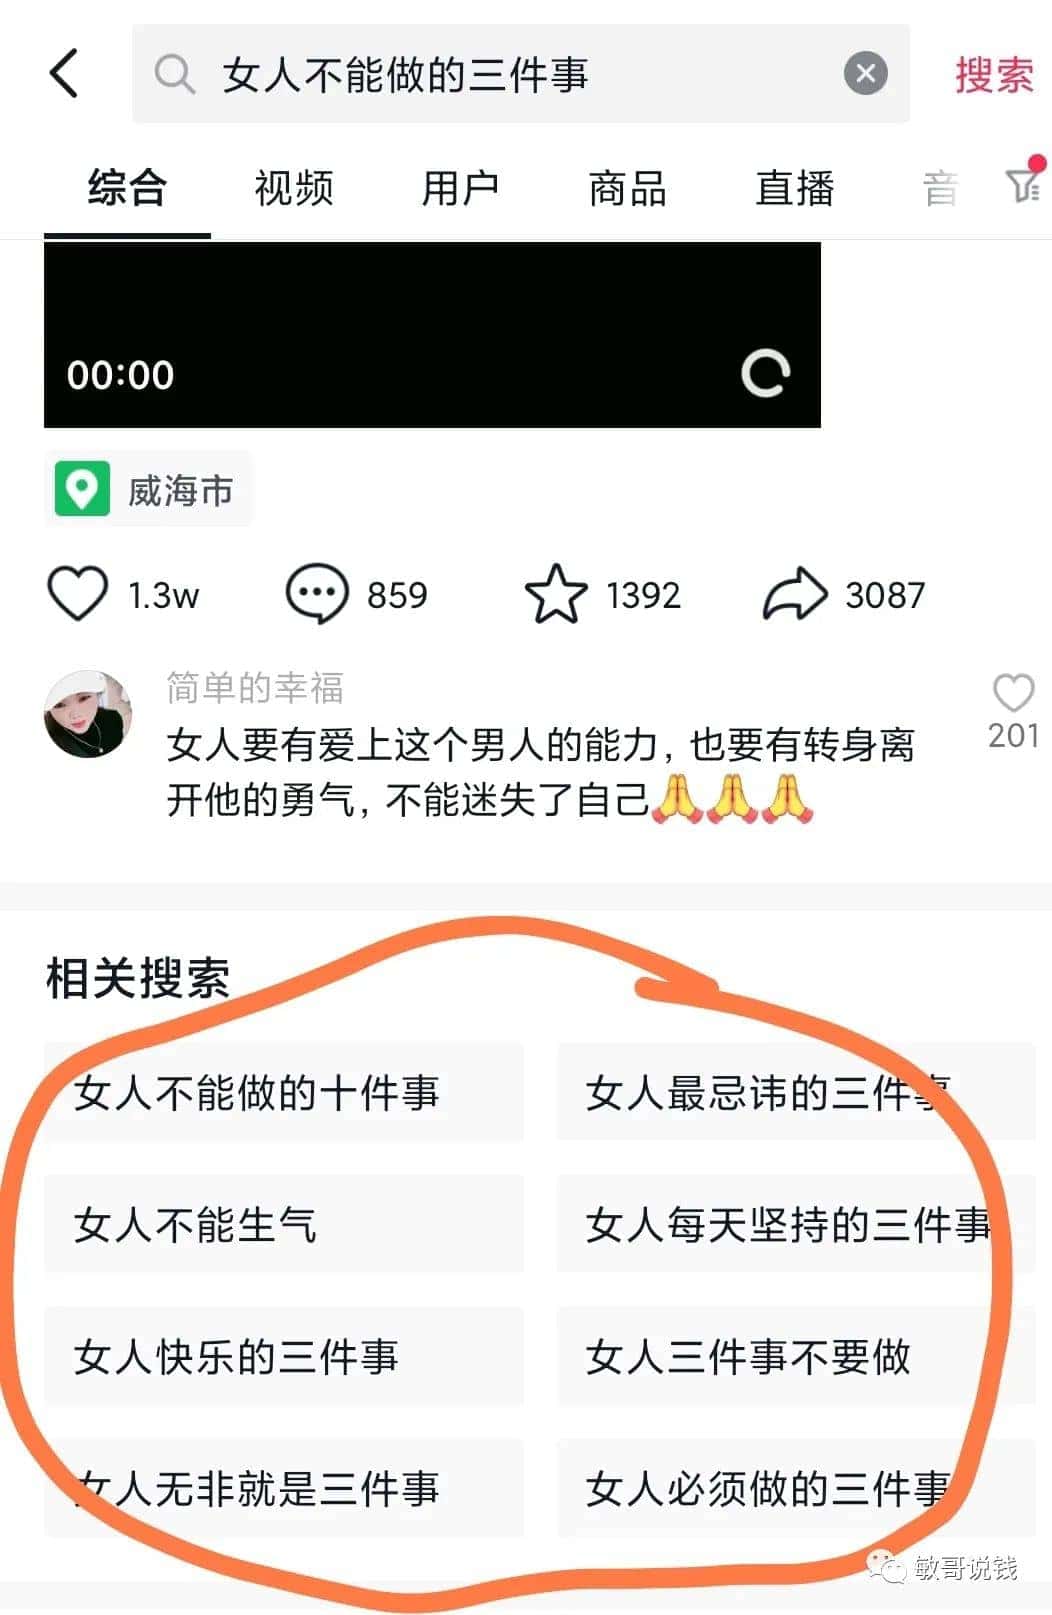 女人不能做的三件事
搜索
综合 视频 用户 商品 直播 音
00:00
威海市
1.3w 859 1392 3087
简单的幸福
女人要有爱上这个男人的能力，也要有转身离
开他的勇气，不能迷失了自己🙏🙏🙏
201
相关搜索
女人不能做的十件事 女人最忌讳的三件事
女人不能生气 女人每天坚持的三件事
女人快乐的三件事 女人三件事不要做
女人无非就是三件事 女人必须做的三件事
敏哥说钱